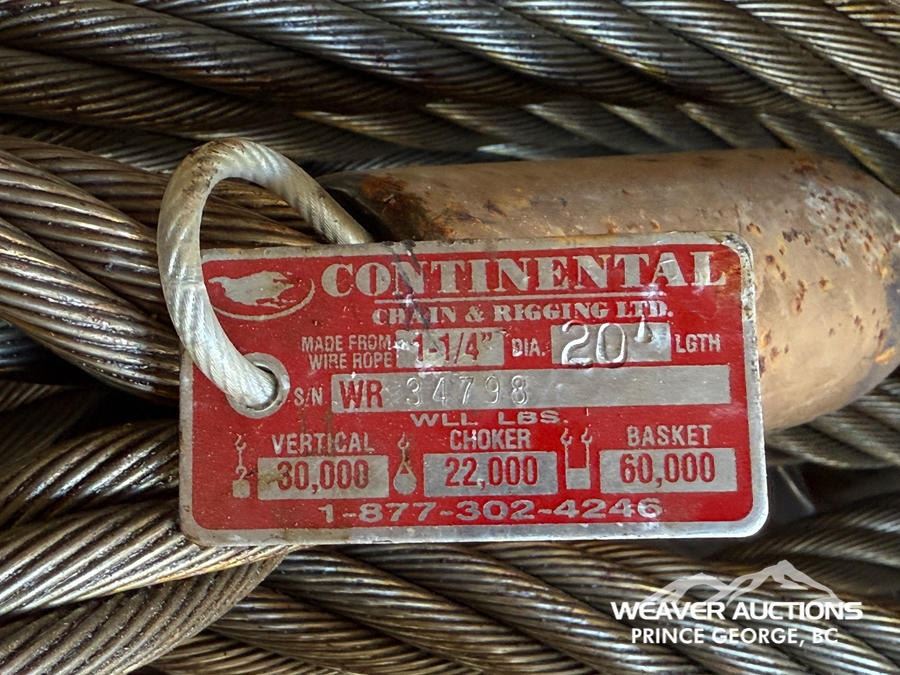 CONTINENTAL
CHAIN & RIGGING LTD.
MADE FROM WIRE ROPE 1-1/4" DIA. 20' LGTH
S/N WR 34798
WLL LBS.
VERTICAL CHOKER BASKET
30,000 22,000 60,000
1-877-302-4246
WEAVER AUCTIONS
PRINCE GEORGE, BC